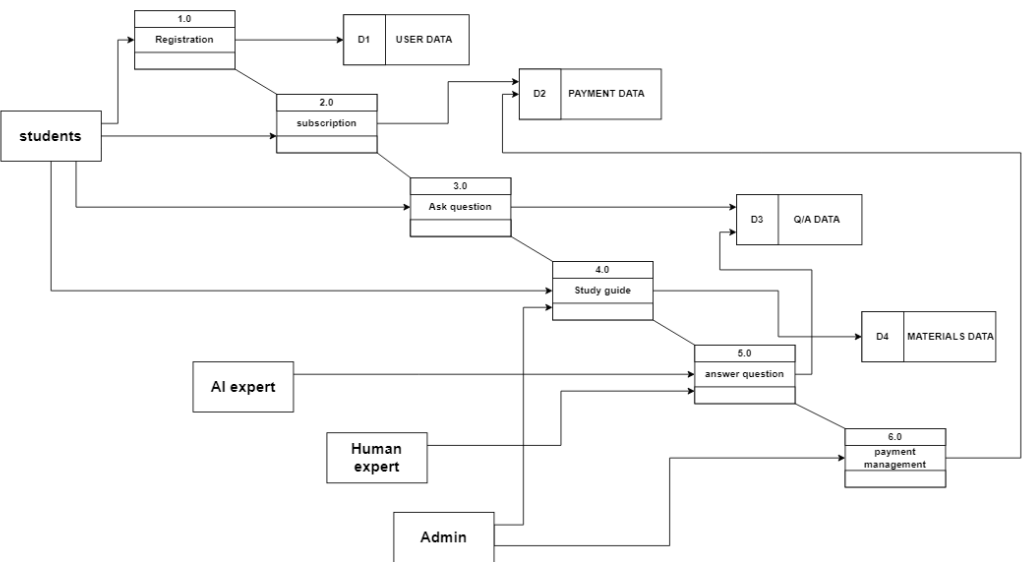 1.0
Registration
D1 USER DATA
2.0
subscription
D2 PAYMENT DATA
students
3.0
Ask question
D3 Q/A DATA
4.0
Study guide
D4 MATERIALS DATA
5.0
answer question
AI expert
Human
expert
6.0
payment
management
Admin